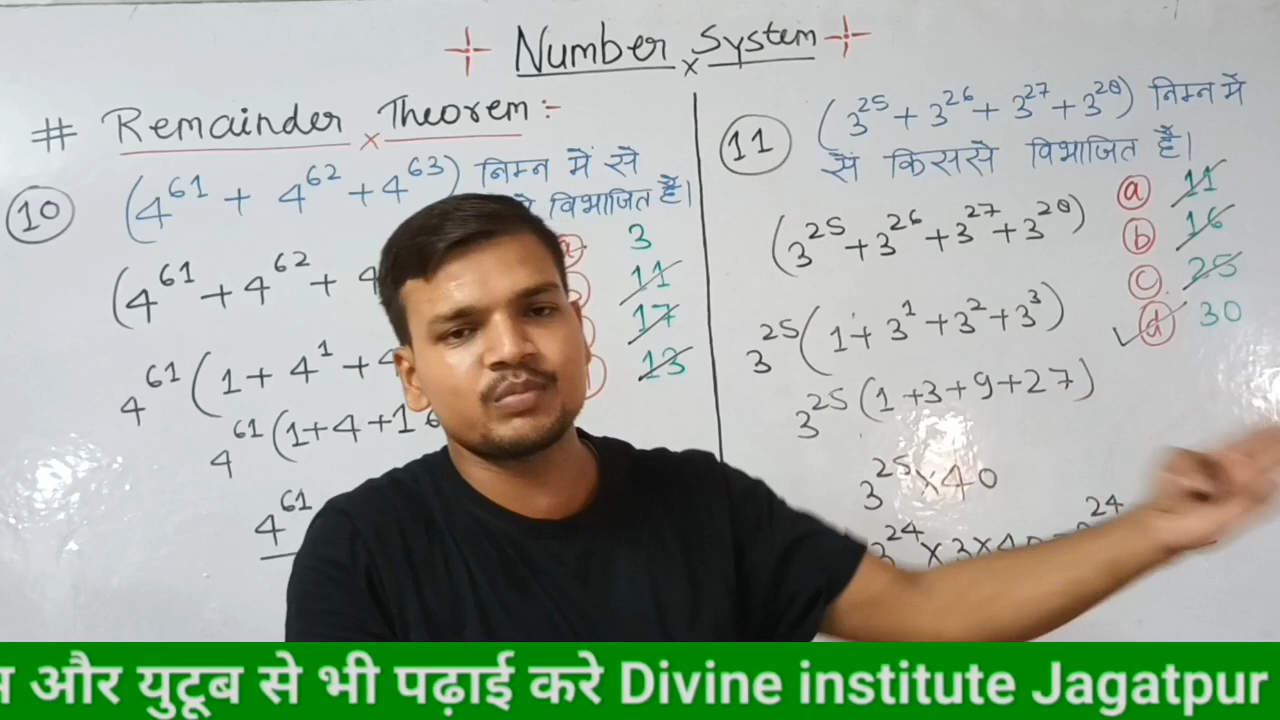 Number System
# Remainder Theorem :-
10 (4^61 + 4^62 + 4^63) निम्न में से
विभाजित है।
a 3
11
17
13
(4^61 + 4^62 + 4
4^61 (1 + 4^1 + 4
4^61 (1+4+16
4^61
11 (3^25 + 3^26 + 3^27 + 3^28) निम्न में
से किससे विभाजित है।
a 11
b 16
c 25
d 30
(3^25 + 3^26 + 3^27 + 3^28)
3^25 (1 + 3^1 + 3^2 + 3^3)
3^25 (1+3+9+27)
3^25 × 40
3^24 × 3 × 40
24
और युटूब से भी पढ़ाई करे Divine institute Jagatpur